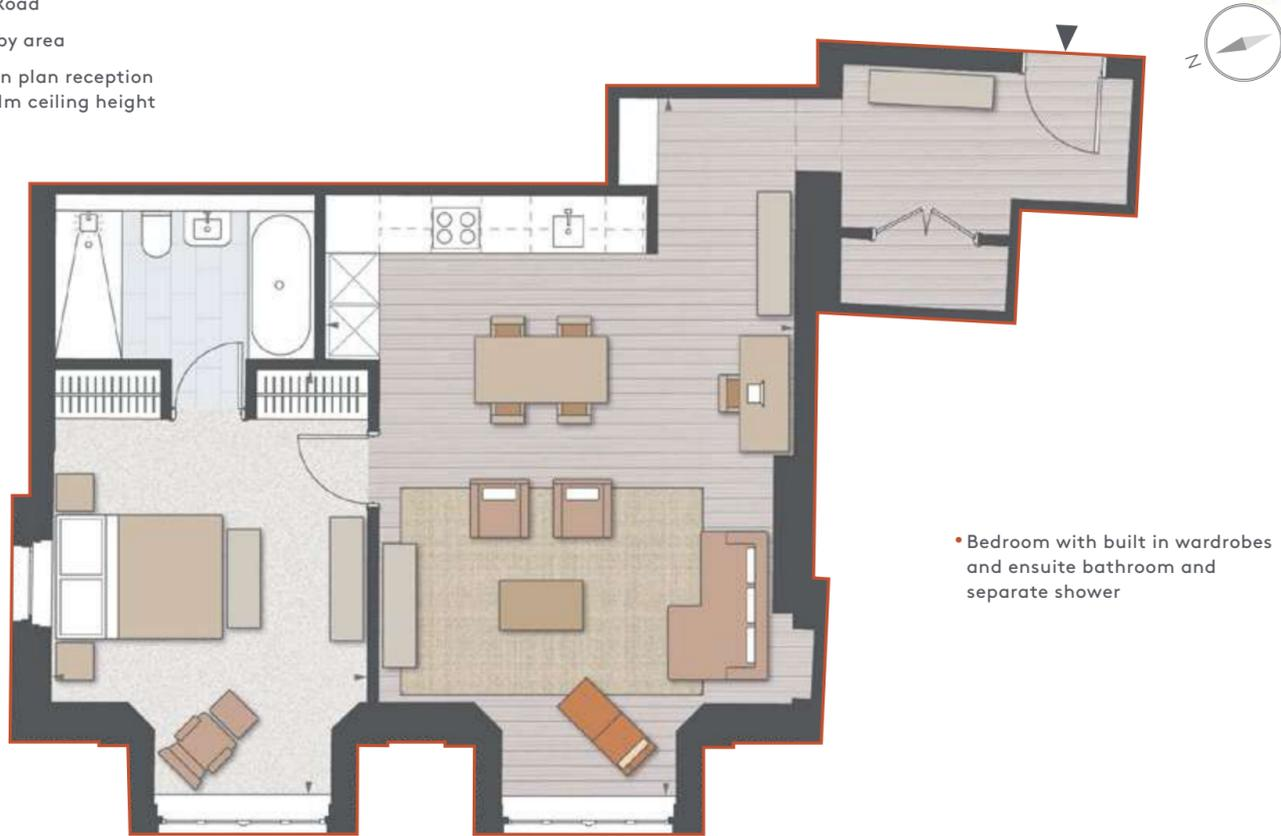 Road
by area
n plan reception
lm ceiling height
N
• Bedroom with built in wardrobes
and ensuite bathroom and
separate shower